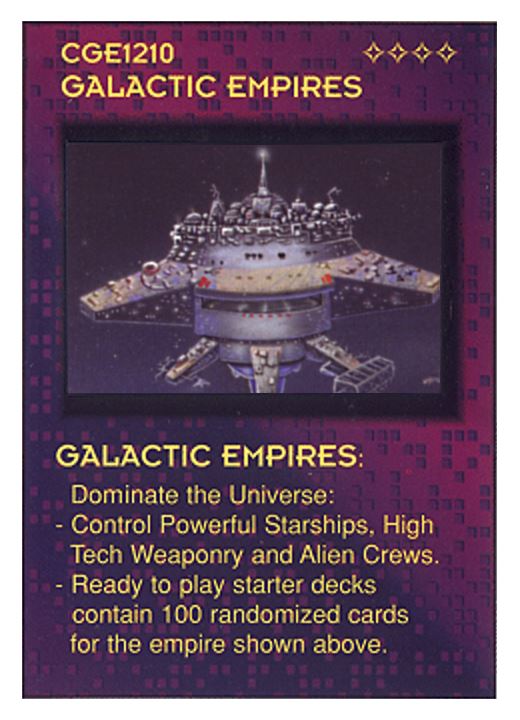 CGE1210
GALACTIC EMPIRES
GALACTIC EMPIRES:
Dominate the Universe:
- Control Powerful Starships, High
Tech Weaponry and Alien Crews.
- Ready to play starter decks
contain 100 randomized cards
for the empire shown above.